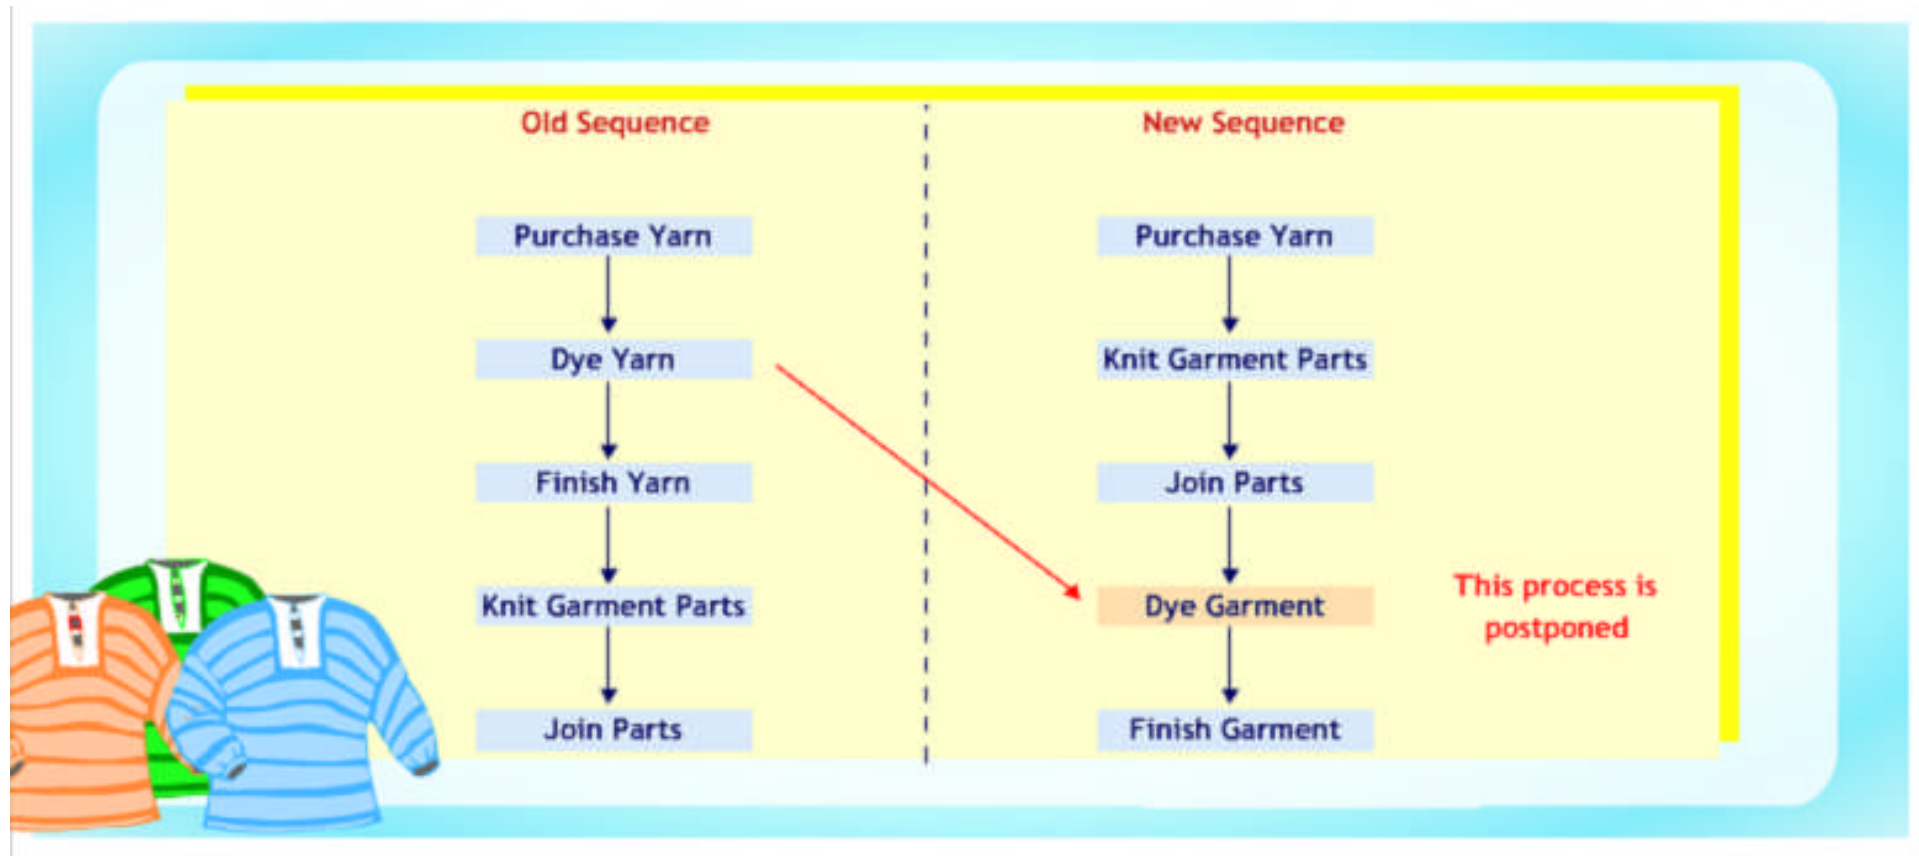 Old Sequence
Purchase Yarn
Dye Yarn
Finish Yarn
Knit Garment Parts
Join Parts
New Sequence
Purchase Yarn
Knit Garment Parts
Join Parts
Dye Garment
Finish Garment
This process is
postponed